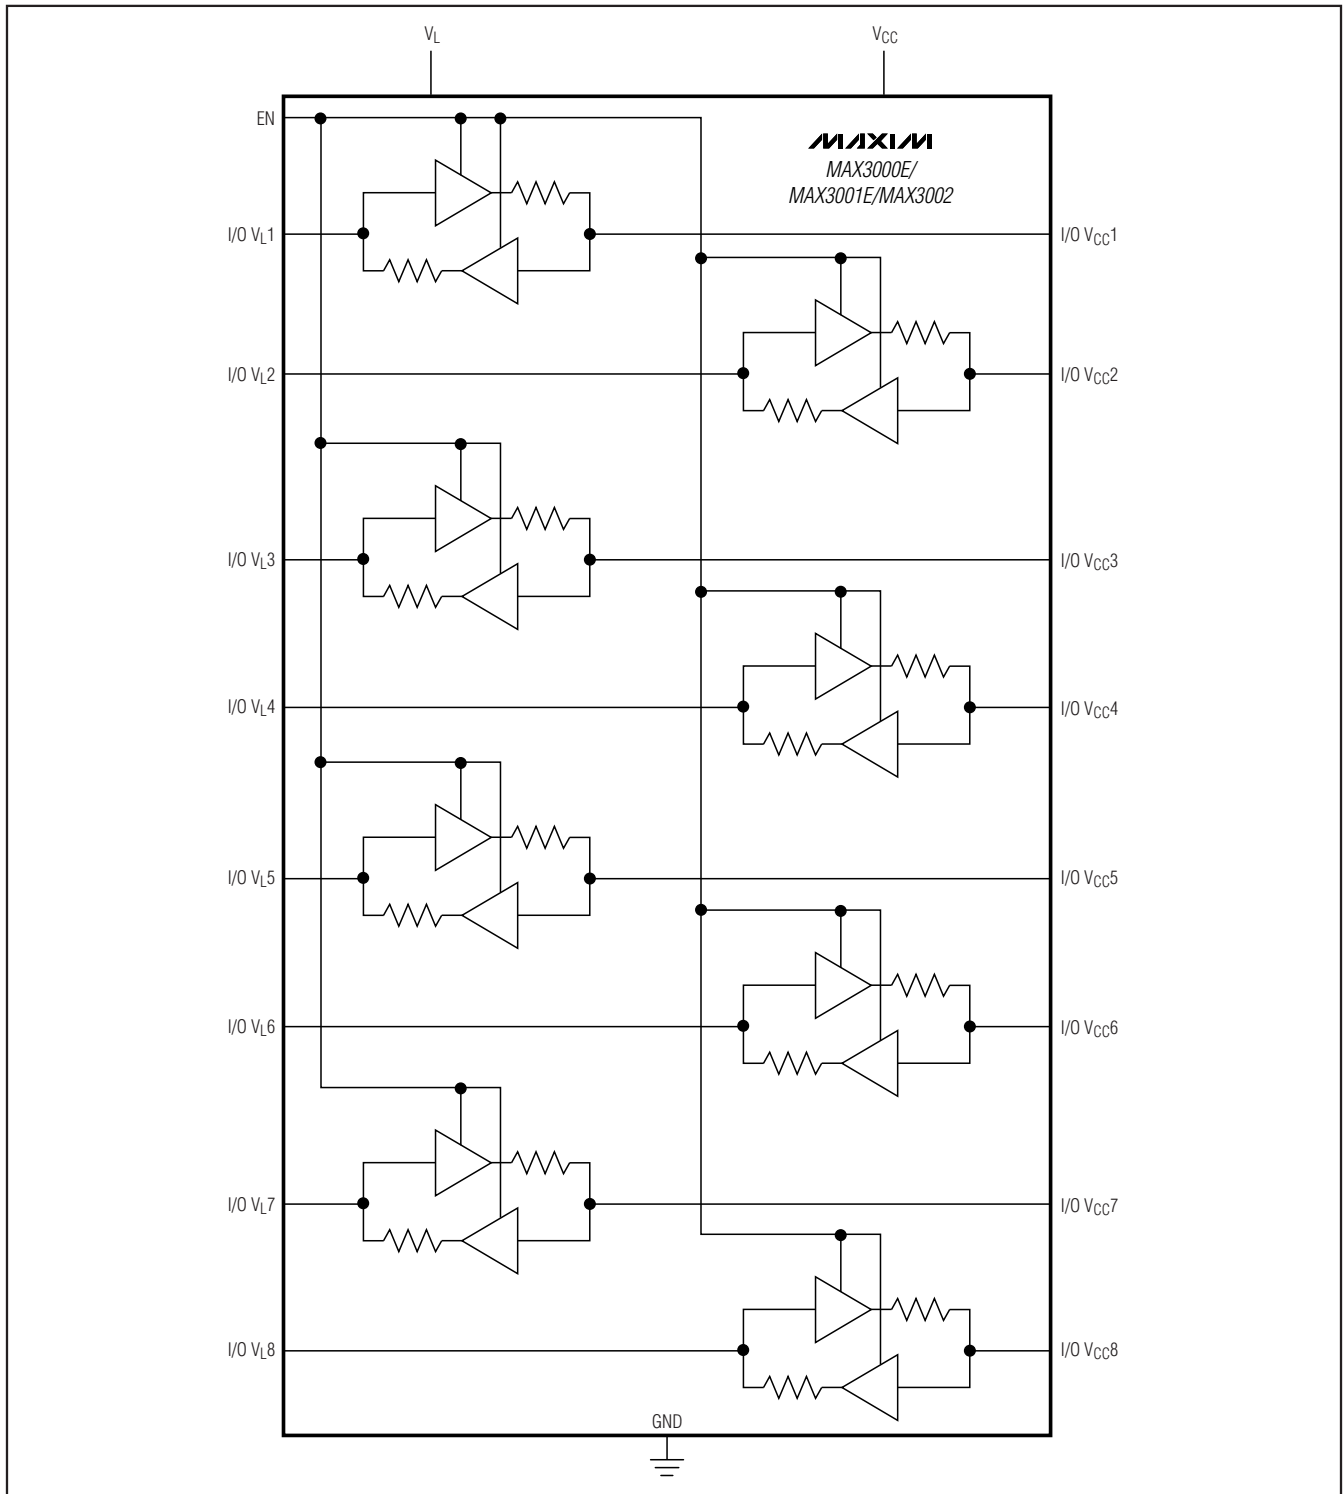 VL VCC
EN
MAXIM
MAX3000E/
MAX3001E/MAX3002
I/O VL1 I/O VCC1
I/O VL2 I/O VCC2
I/O VL3 I/O VCC3
I/O VL4 I/O VCC4
I/O VL5 I/O VCC5
I/O VL6 I/O VCC6
I/O VL7 I/O VCC7
I/O VL8 I/O VCC8
GND